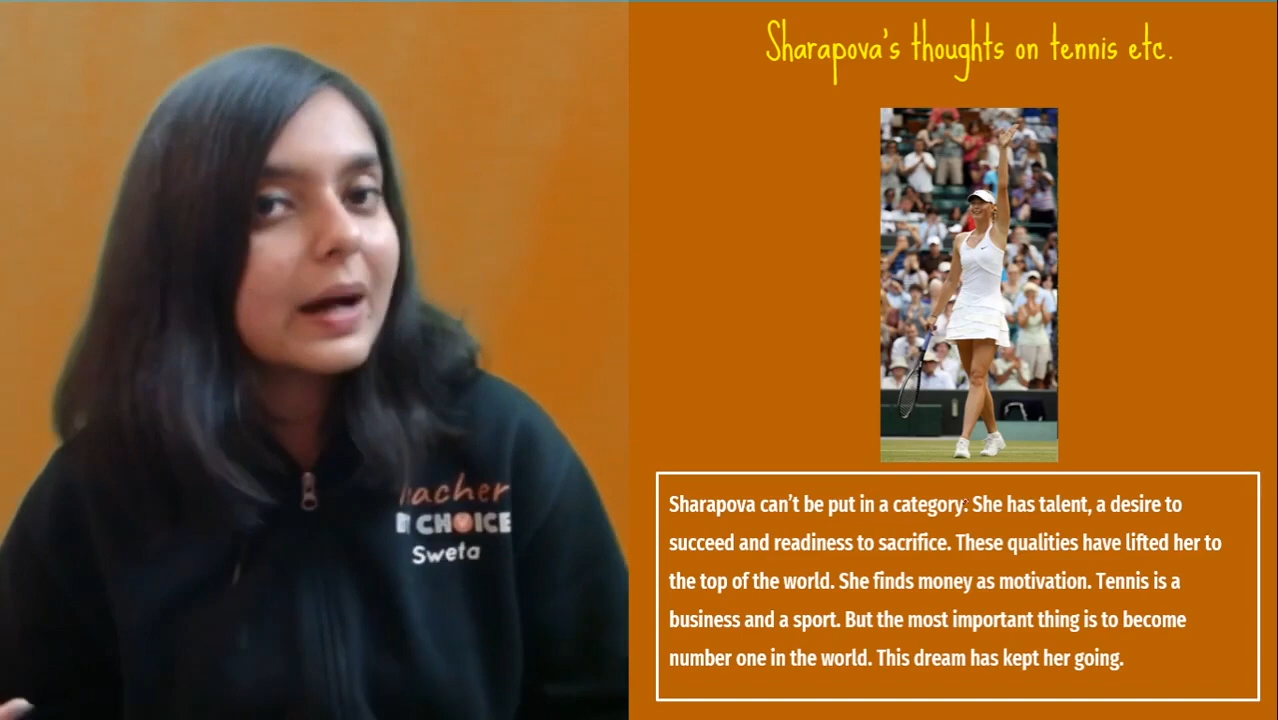 Sharapova's thoughts on tennis etc.
Sharapova can't be put in a category. She has talent, a desire to
succeed and readiness to sacrifice. These qualities have lifted her to
the top of the world. She finds money as motivation. Tennis is a
business and a sport. But the most important thing is to become
number one in the world. This dream has kept her going.
CHOICE
Sweta